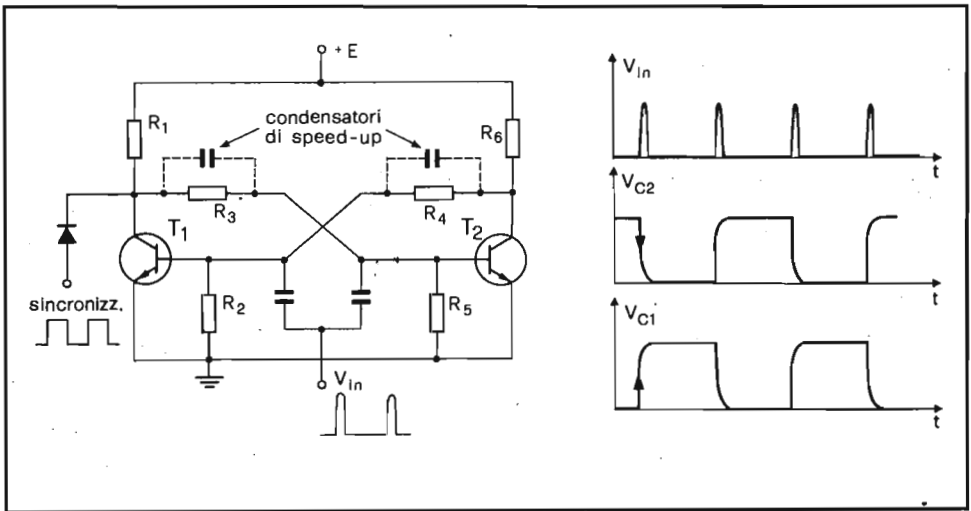 + E
R1
condensatori
di speed-up
R6
R3
R4
T1
T2
sincronizz.
R2
R5
Vin
Vin
t
VC2
t
VC1
t